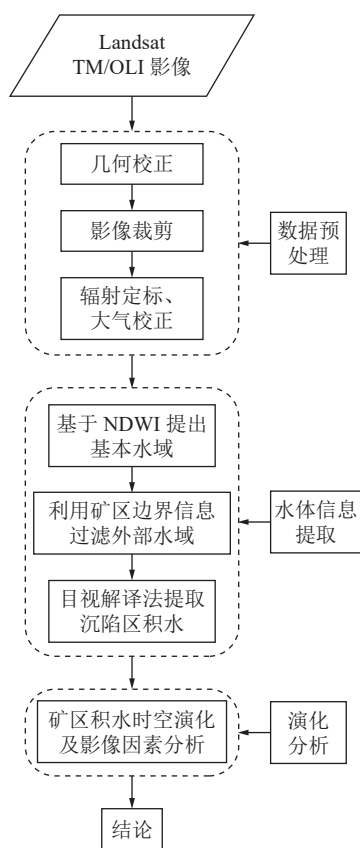 Landsat
TM/OLI 影像
几何校正
影像裁剪
辐射定标、
大气校正
数据预
处理
基于 NDWI 提出
基本水域
利用矿区边界信息
过滤外部水域
目视解译法提取
沉陷区积水
水体信息
提取
矿区积水时空演化
及影像因素分析
演化
分析
结论